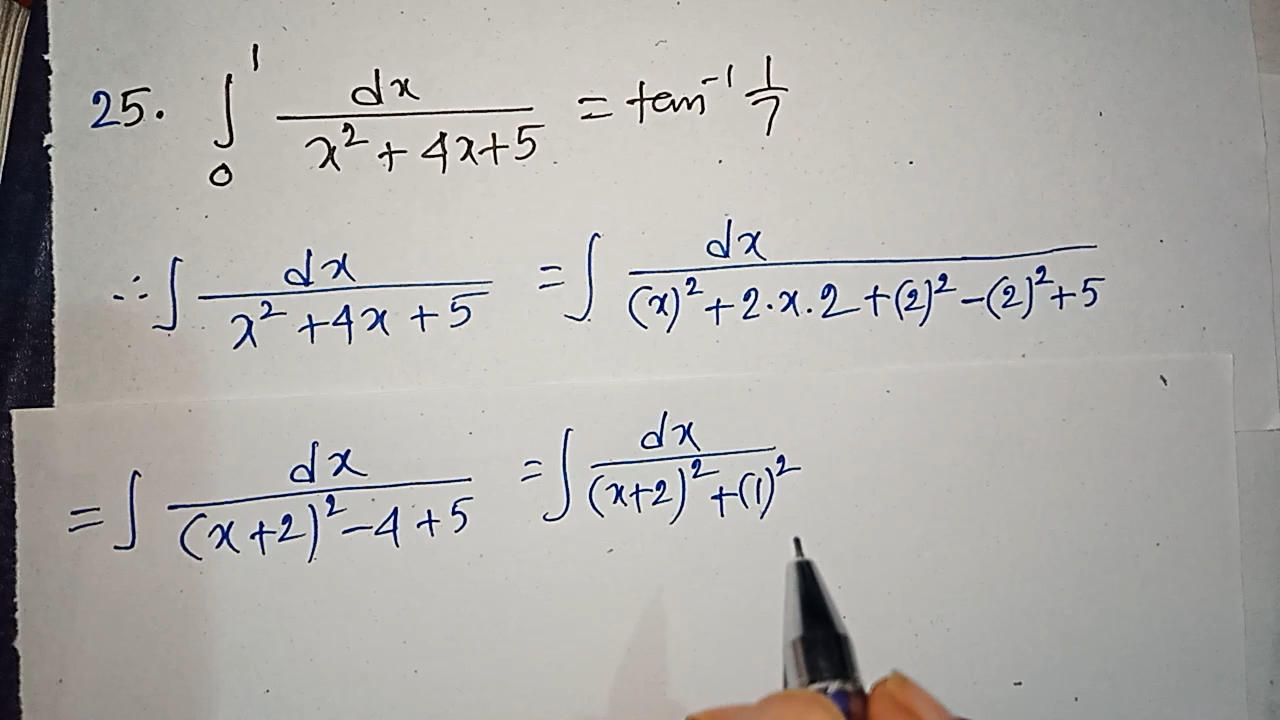 25. ∫₀¹ dx / (x² + 4x + 5) = tan⁻¹ 1/7
∴ ∫ dx / (x² + 4x + 5) = ∫ dx / ((x)² + 2·x·2 + (2)² − (2)² + 5)
= ∫ dx / ((x+2)² − 4 + 5) = ∫ dx / ((x+2)² + (1)²)